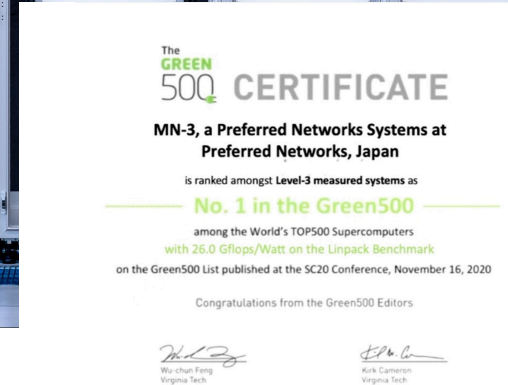 The
GREEN
500 CERTIFICATE
MN-3, a Preferred Networks Systems at
Preferred Networks, Japan
is ranked amongst Level-3 measured systems as
No. 1 in the Green500
among the World's TOP500 Supercomputers
with 26.0 Gflops/Watt on the Linpack Benchmark
on the Green500 List published at the SC20 Conference, November 16, 2020
Congratulations from the Green500 Editors
Wu-chun Feng
Virginia Tech
Kirk Cameron
Virginia Tech